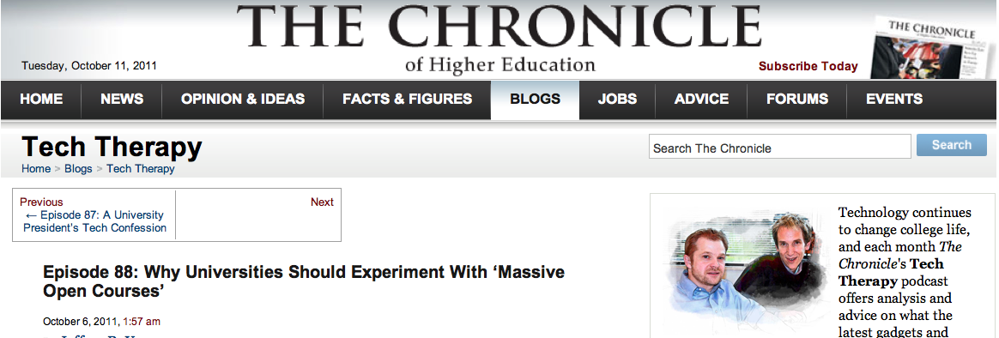 THE CHRONICLE
of Higher Education
Tuesday, October 11, 2011
Subscribe Today
THE CHRONICLE
of Higher Education
HOME NEWS OPINION & IDEAS FACTS & FIGURES BLOGS JOBS ADVICE FORUMS EVENTS
Tech Therapy
Home > Blogs > Tech Therapy
Search The Chronicle
Search
Previous
← Episode 87: A University
President's Tech Confession
Next
Episode 88: Why Universities Should Experiment With ‘Massive
Open Courses’
October 6, 2011, 1:57 am
Technology continues
to change college life,
and each month The
Chronicle's Tech
Therapy podcast
offers analysis and
advice on what the
latest gadgets and